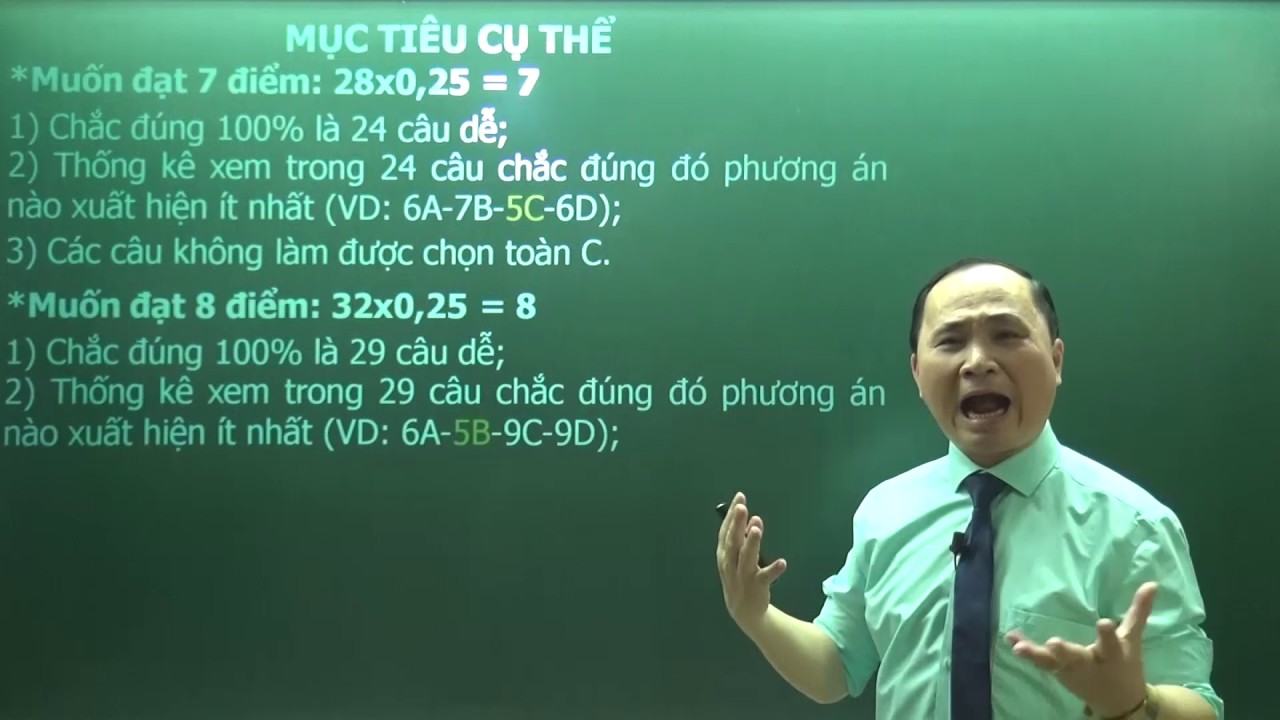 MỤC TIÊU CỤ THỂ
*Muốn đạt 7 điểm: 28x0,25 = 7
1) Chắc đúng 100% là 24 câu dễ;
2) Thống kê xem trong 24 câu chắc đúng đó phương án
nào xuất hiện ít nhất (VD: 6A-7B-5C-6D);
3) Các câu không làm được chọn toàn C.
*Muốn đạt 8 điểm: 32x0,25 = 8
1) Chắc đúng 100% là 29 câu dễ;
2) Thống kê xem trong 29 câu chắc đúng đó phương án
nào xuất hiện ít nhất (VD: 6A-5B-9C-9D);